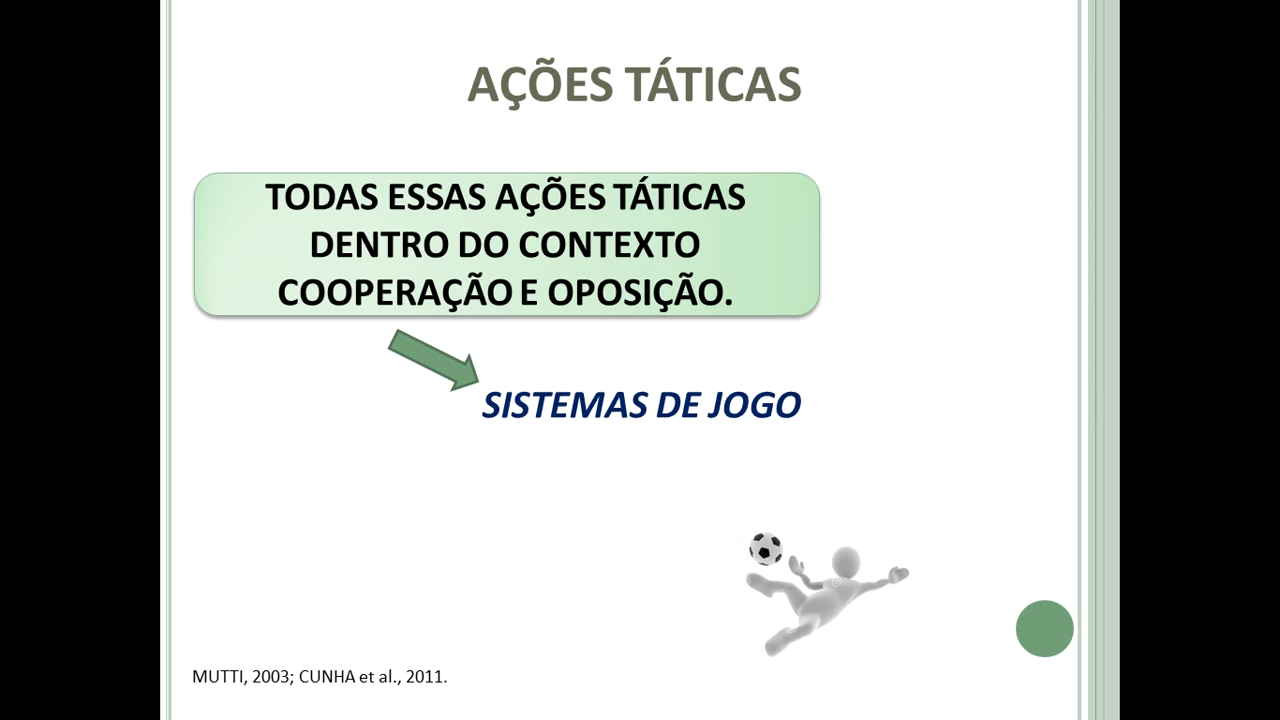 AÇÕES TÁTICAS
TODAS ESSAS AÇÕES TÁTICAS
DENTRO DO CONTEXTO
COOPERAÇÃO E OPOSIÇÃO.
SISTEMAS DE JOGO
MUTTI, 2003; CUNHA et al., 2011.